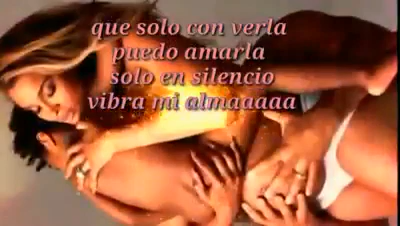 que solo con verla
puedo amarla
solo en silencio
vibra mi almaaaaa